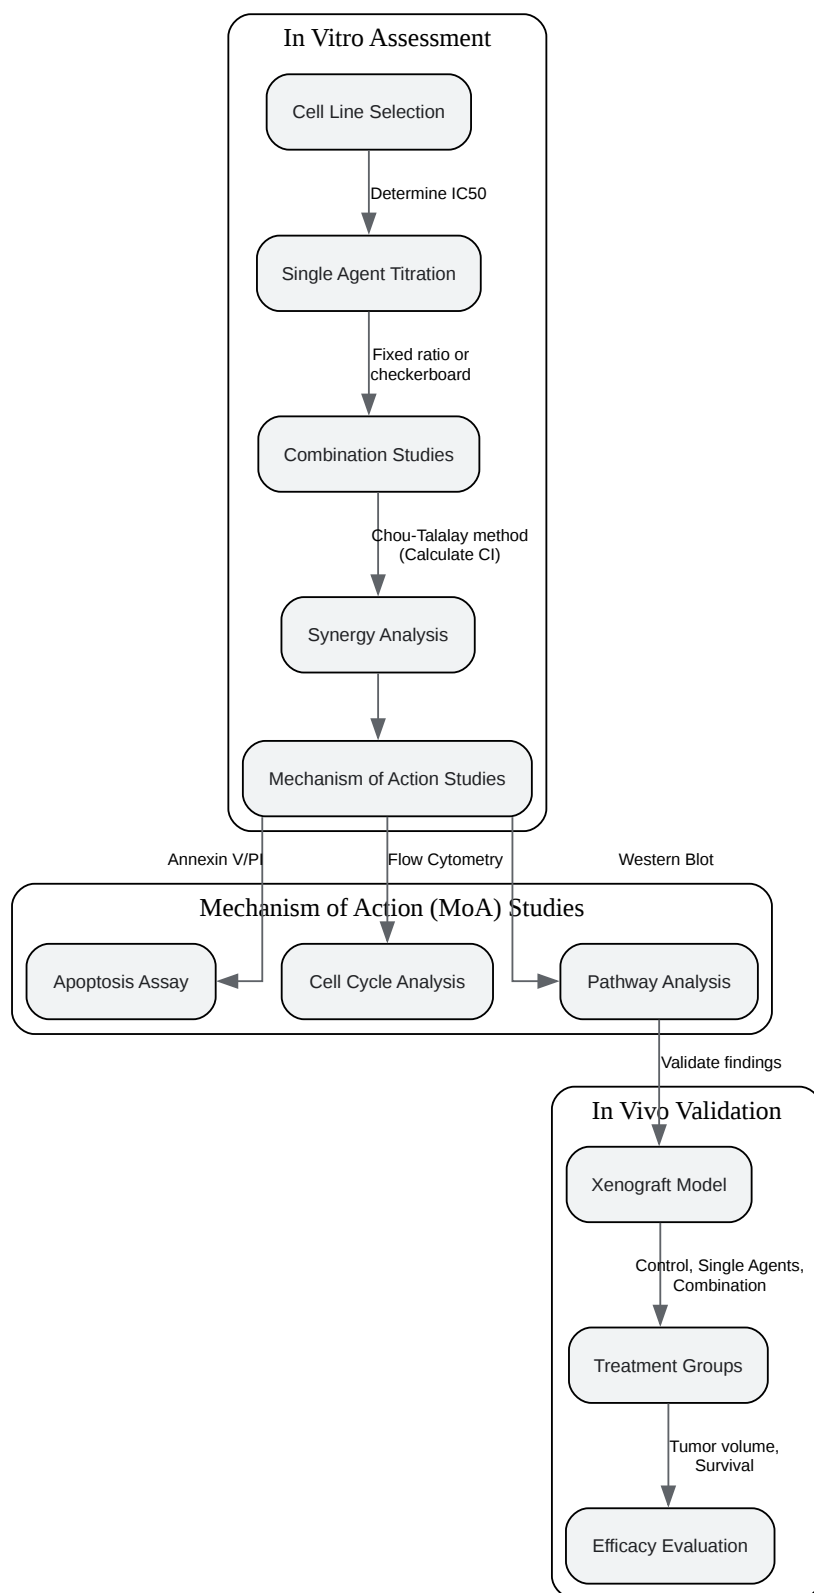 In Vitro Assessment
Cell Line Selection
Determine IC50
Single Agent Titration
Fixed ratio or
checkerboard
Combination Studies
Chou-Talalay method
(Calculate CI)
Synergy Analysis
Mechanism of Action Studies
Annexin V/PI
Flow Cytometry
Western Blot
Mechanism of Action (MoA) Studies
Apoptosis Assay
Cell Cycle Analysis
Pathway Analysis
Validate findings
In Vivo Validation
Xenograft Model
Control, Single Agents,
Combination
Treatment Groups
Tumor volume,
Survival
Efficacy Evaluation